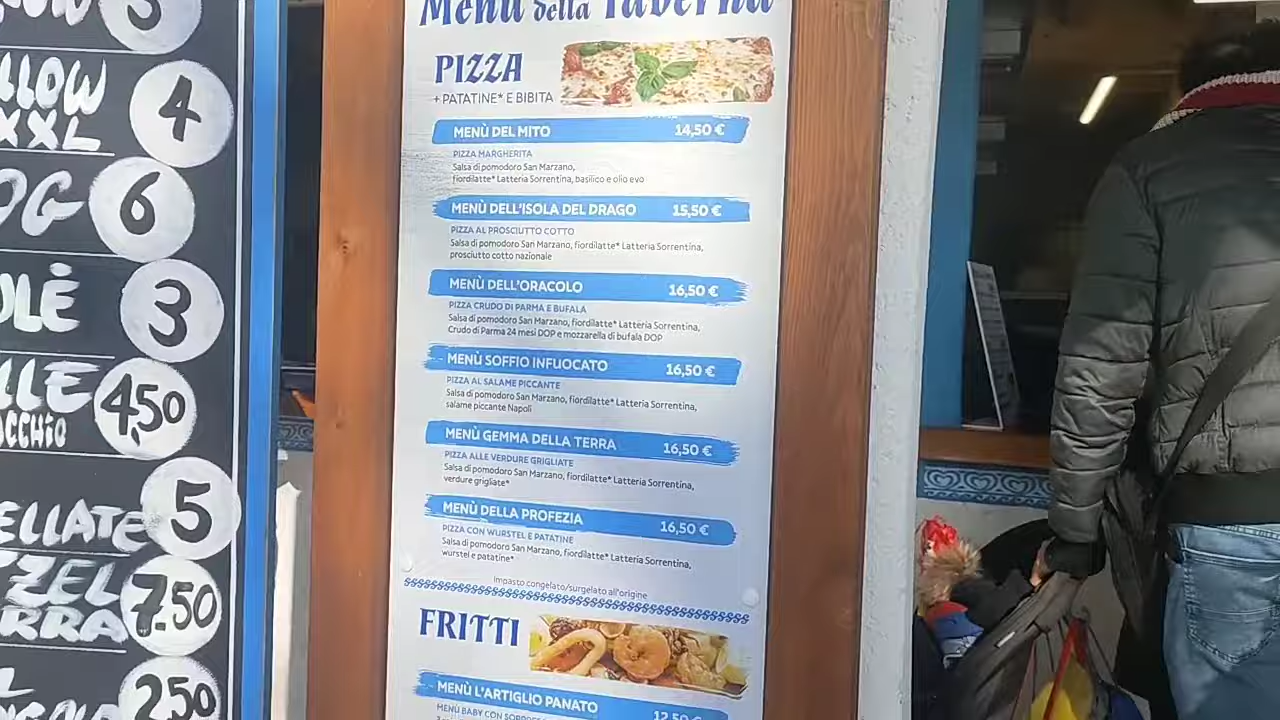 3
4
XXL
6
3
4,50
5
7.50
2.50
Menu della Taverna
PIZZA
+ PATATINE* E BIBITA
MENÙ DEL MITO 14,50 €
PIZZA MARGHERITA
Salsa di pomodoro San Marzano,
fiordilatte* Latteria Sorrentina, basilico e olio evo
MENÙ DELL'ISOLA DEL DRAGO 15,50 €
PIZZA AL PROSCIUTTO COTTO
Salsa di pomodoro San Marzano, fiordilatte* Latteria Sorrentina,
prosciutto cotto nazionale
MENÙ DELL'ORACOLO 16,50 €
PIZZA CRUDO DI PARMA E BUFALA
Salsa di pomodoro San Marzano, fiordilatte* Latteria Sorrentina,
Crudo di Parma 24 mesi DOP e mozzarella di bufala DOP
MENÙ SOFFIO INFUOCATO 16,50 €
PIZZA AL SALAME PICCANTE
Salsa di pomodoro San Marzano, fiordilatte* Latteria Sorrentina,
salame piccante Napoli
MENÙ GEMMA DELLA TERRA 16,50 €
PIZZA ALLE VERDURE GRIGLIATE
Salsa di pomodoro San Marzano, fiordilatte* Latteria Sorrentina,
verdure grigliate*
MENÙ DELLA PROFEZIA 16,50 €
PIZZA CON WURSTEL E PATATINE
Salsa di pomodoro San Marzano, fiordilatte* Latteria Sorrentina,
wurstel e patatine*
Impasto congelato/surgelato all'origine
FRITTI
MENÙ L'ARTIGLIO PANATO 12,50 €
MENÙ BABY CON